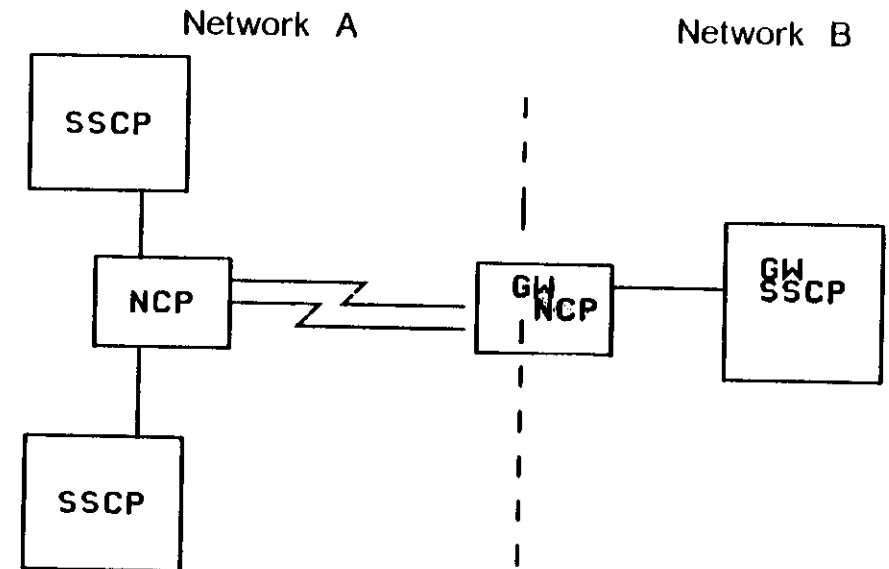 Network A
Network B
SSCP
NCP
GW
NCP
GW
SSCP
SSCP